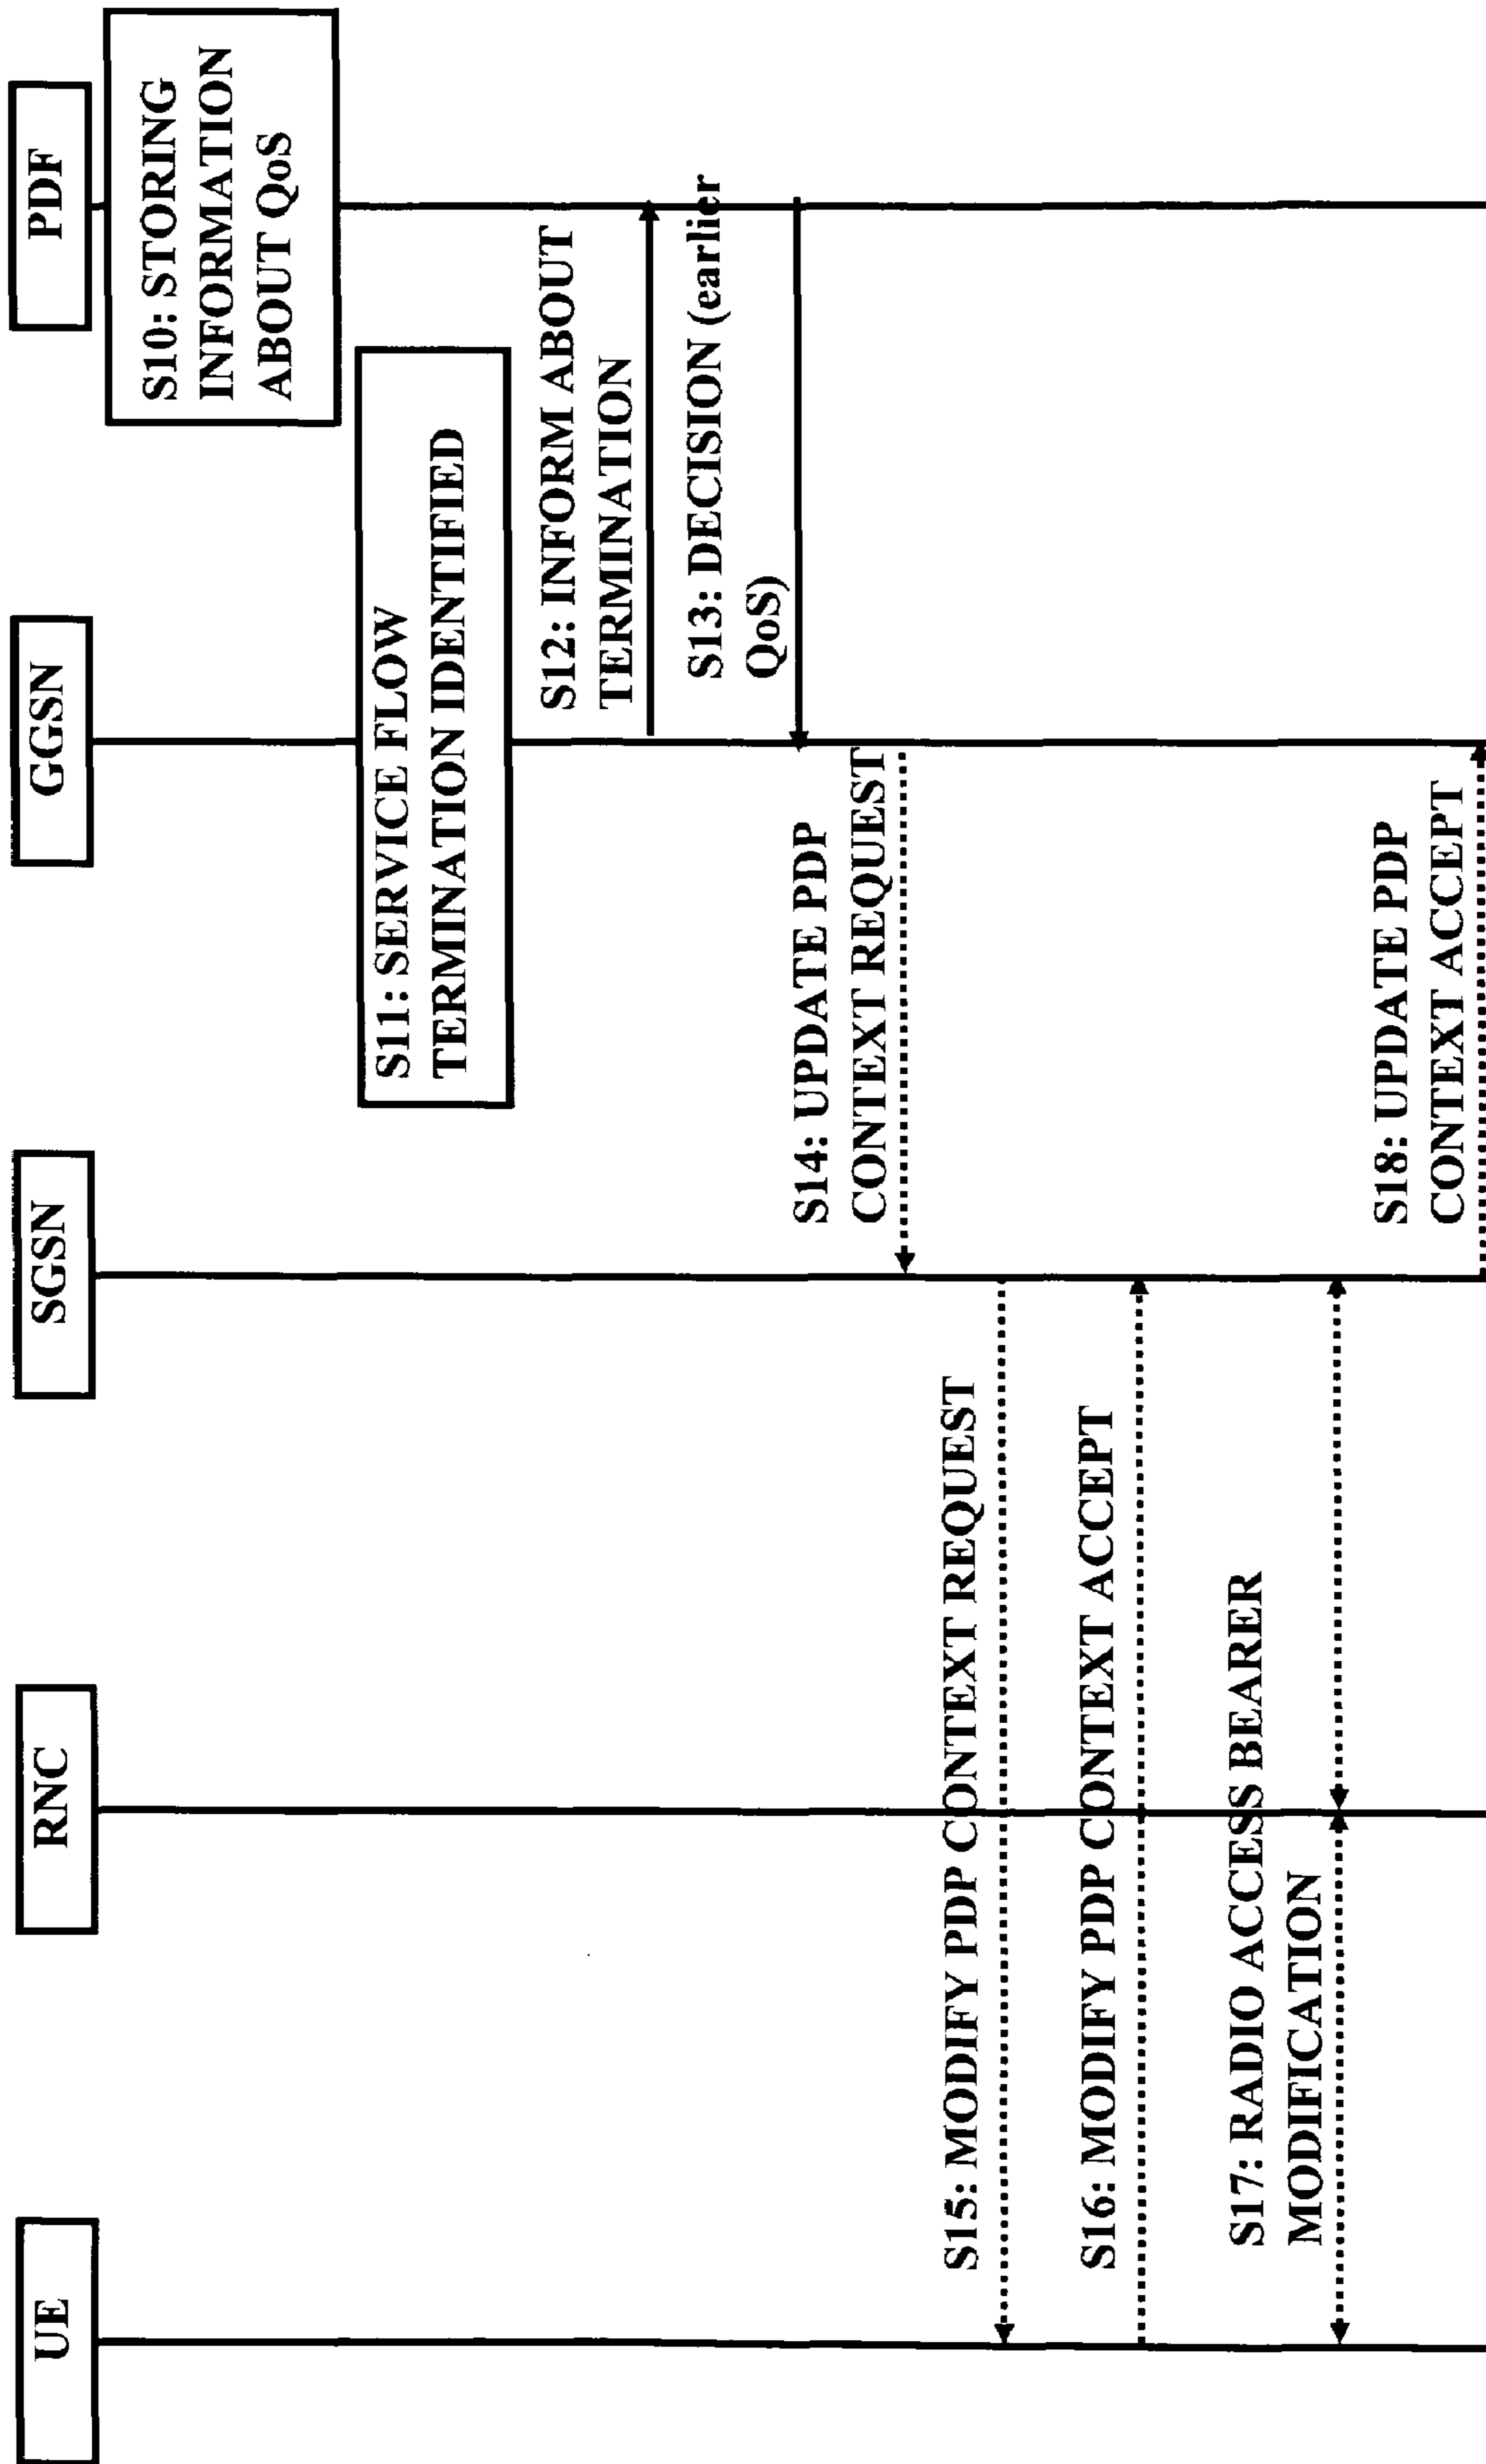 UE
RNC
SGSN
GGSN
PDF
S10: STORING
INFORMATION
ABOUT QoS
S11: SERVICE FLOW
TERMINATION IDENTIFIED
S12: INFORM ABOUT
TERMINATION
S13: DECISION (earlier
QoS)
S14: UPDATE PDP
CONTEXT REQUEST
S15: MODIFY PDP CONTEXT REQUEST
S16: MODIFY PDP CONTEXT ACCEPT
S17: RADIO ACCESS BEARER
MODIFICATION
S18: UPDATE PDP
CONTEXT ACCEPT